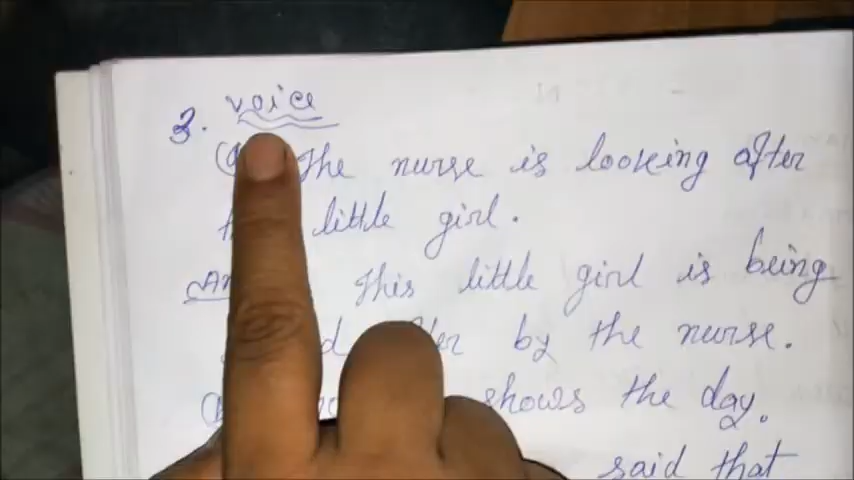 3. voice
The nurse is looking after
little girl.
This little girl is being
by the nurse.
shows the day.
said that